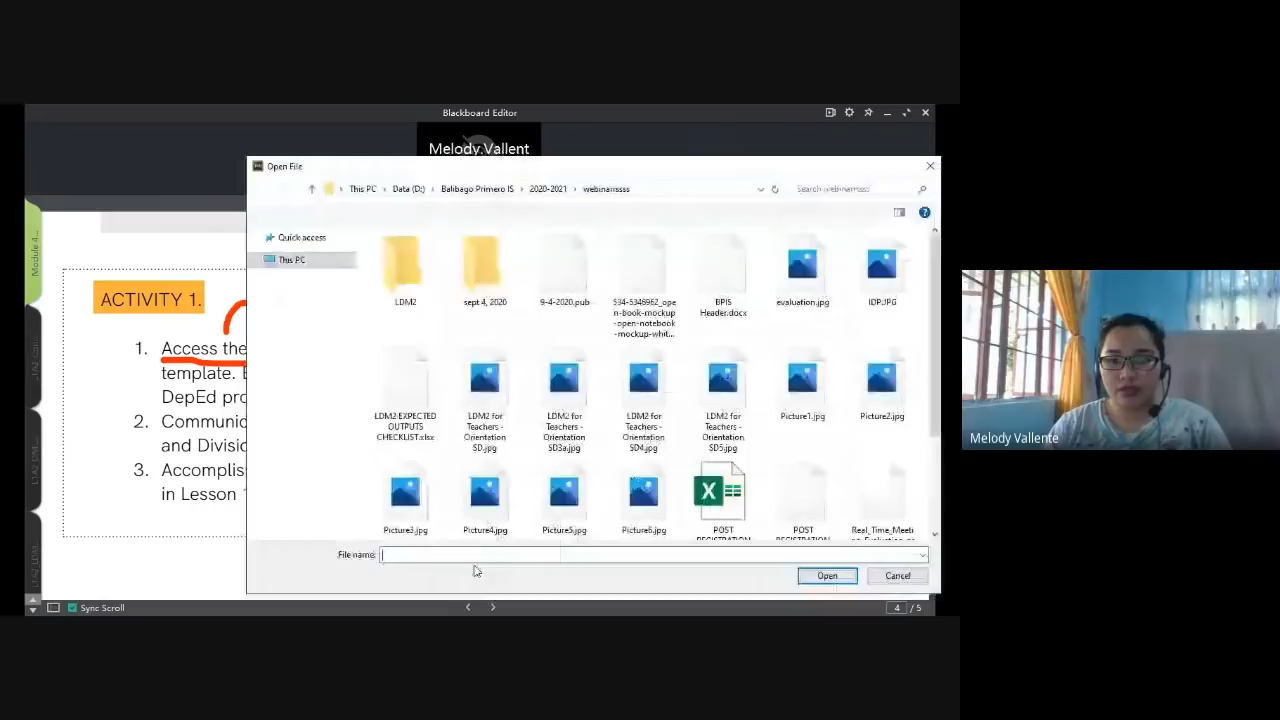 Blackboard Editor
Melody.Vallent
Open File
This PC
Data (D:)
Balibago Primero IS
2020-2021
webinarssss
Search webinarssss
Quick access
This PC
LDM2
sept 4, 2020
9-4-2020.pub
534-5346962_ope
n-book-mockup
-open-notebook
-mockup-whit...
BPIS
Header.docx
evaluation.jpg
IDP.JPG
LDM2-EXPECTED
OUTPUTS
CHECKLIST.xlsx
LDM2 for
Teachers -
Orientation
SD.jpg
LDM2 for
Teachers -
Orientation
SD3a.jpg
LDM2 for
Teachers -
Orientation
SD4.jpg
LDM2 for
Teachers -
Orientation
SD5.jpg
Picture1.jpg
Picture2.jpg
Picture3.jpg
Picture4.jpg
Picture5.jpg
Picture6.jpg
POST
REGISTRATION
POST
REGISTRATION
Real_Time_Meeti
File name:
Open
Cancel
Module 4...
ACTIVITY 1.
1. Access the
template.
DepEd pro
2. Communic
and Divisio
3. Accomplis
in Lesson 1
Sync Scroll
4 / 5
Melody Vallente